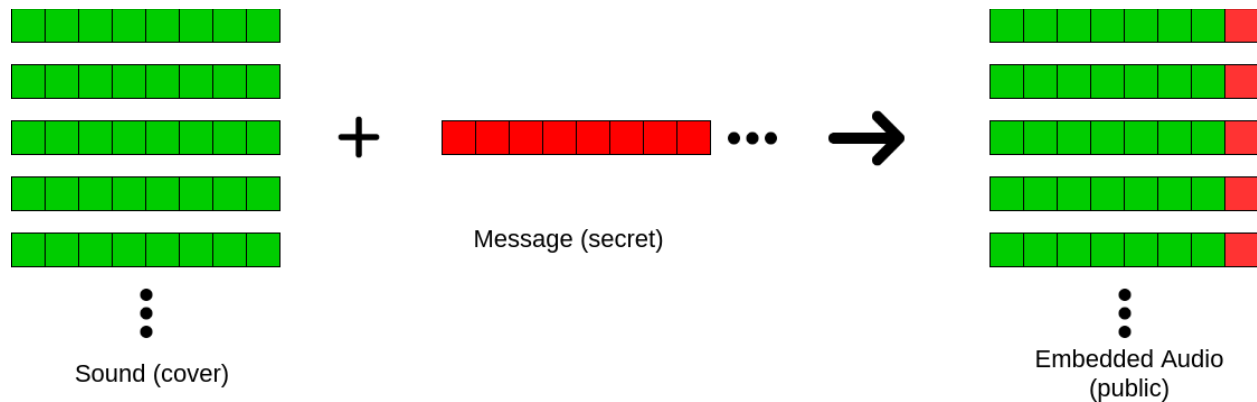 Message (secret)
Sound (cover)
Embedded Audio
(public)